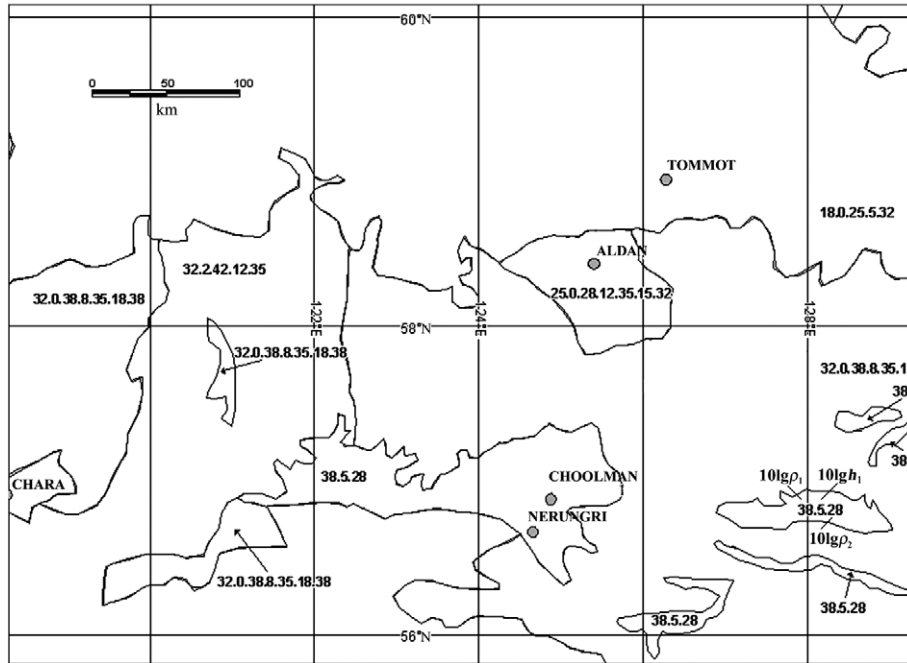 60°N
0 50 100
km
TOMMOT
18.0.25.5.32
ALDAN
32.2.42.12.35
25.0.28.12.35.15.32
32.0.38.8.35.18.38
122°E
124°E
58°N
128°E
32.0.38.8.35.18.38
32.0.38.8.35.1
38
38
38.5.28
CHARA
CHOOLMAN
10lgρ1 10lgh1
38.5.28
NERUNGRI
10lgρ2
32.0.38.8.35.18.38
38.5.28
38.5.28
56°N